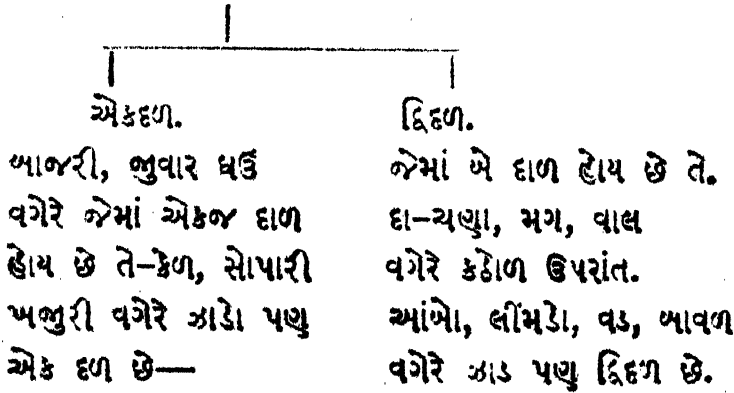 એકદળ.
બાજરી, જુવાર ઘઉં
વગેરે જેમાં એકજ દાળ
હોય છે તે–કેળ, સોપારી
ખજુરી વગેરે ઝાડો પણ
એક દળ છે—
દ્વિદળ.
જેમાં બે દાળ હોય છે તે.
દા–ચણા, મગ, વાલ
વગેરે કઠોળ ઉપરાંત.
આંબો, લીંમડો, વડ, બાવળ
વગેરે ઝાડ પણ દ્વિદળ છે.